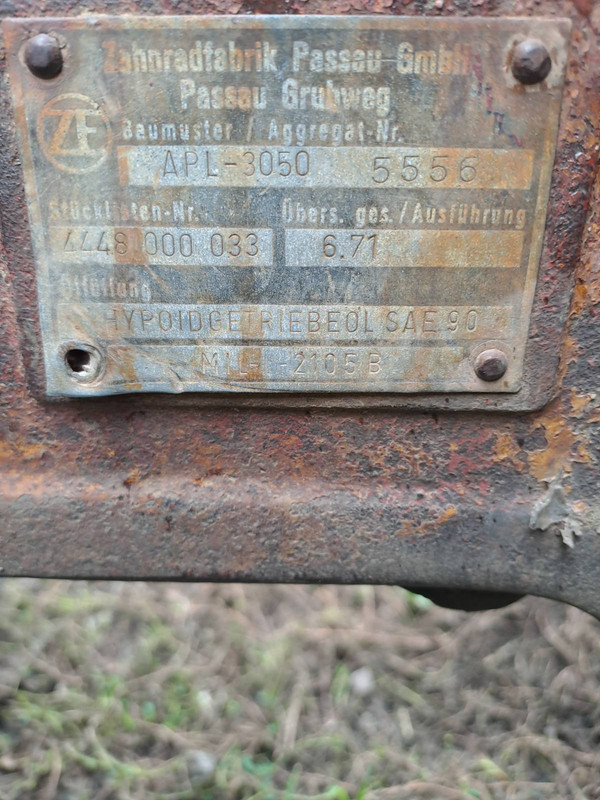 Zahnradfabrik Passau GmbH
Passau Grubweg
ZF
Baumuster / Aggregat-Nr.
APL-3050 5556
Stücklisten-Nr. Übers. ges./Ausführung
4448 000 033 6.71
Ölfüllung
HYPOIDGETRIEBEÖL SAE 90
MIL-L-2105 B